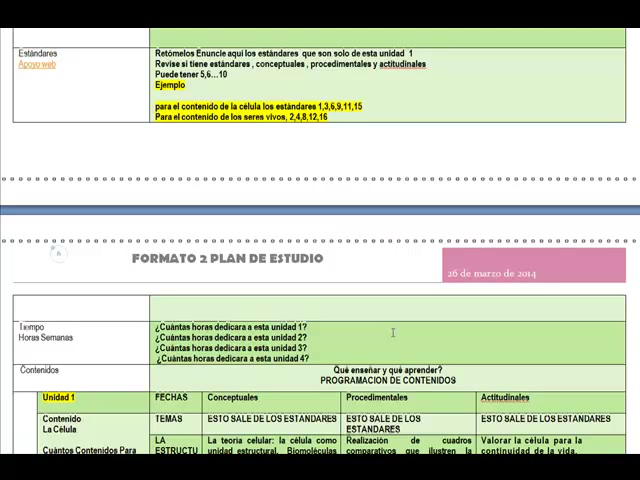 Estándares
Apoyo web
Retómelos Enuncie aquí los estándares que son solo de esta unidad 1
Revise si tiene estándares , conceptuales , procedimentales y actitudinales
Puede tener 5,6...10
Ejemplo
para el contenido de la célula los estándares 1,3,6,9,11,15
Para el contenido de los seres vivos, 2,4,8,12,16
FORMATO 2 PLAN DE ESTUDIO
26 de marzo de 2014
Tiempo
Horas Semanas
¿Cuántas horas dedicara a esta unidad 1?
¿Cuántas horas dedicara a esta unidad 2?
¿Cuántas horas dedicara a esta unidad 3?
¿Cuántas horas dedicara a esta unidad 4?
Contenidos
Qué enseñar y qué aprender?
PROGRAMACION DE CONTENIDOS
Unidad 1
FECHAS
Conceptuales
Procedimentales
Actitudinales
Contenido
La Célula
TEMAS
ESTO SALE DE LOS ESTANDARES
ESTO SALE DE LOS
ESTANDARES
ESTO SALE DE LOS ESTANDARES
Cuántos Contenidos Para
LA
ESTRUCTU
La teoría celular: la célula como
unidad estructural. Biomoléculas
Realización de cuadros
comparativos que ilustren la
Valorar la célula para la
continuidad de la vida.